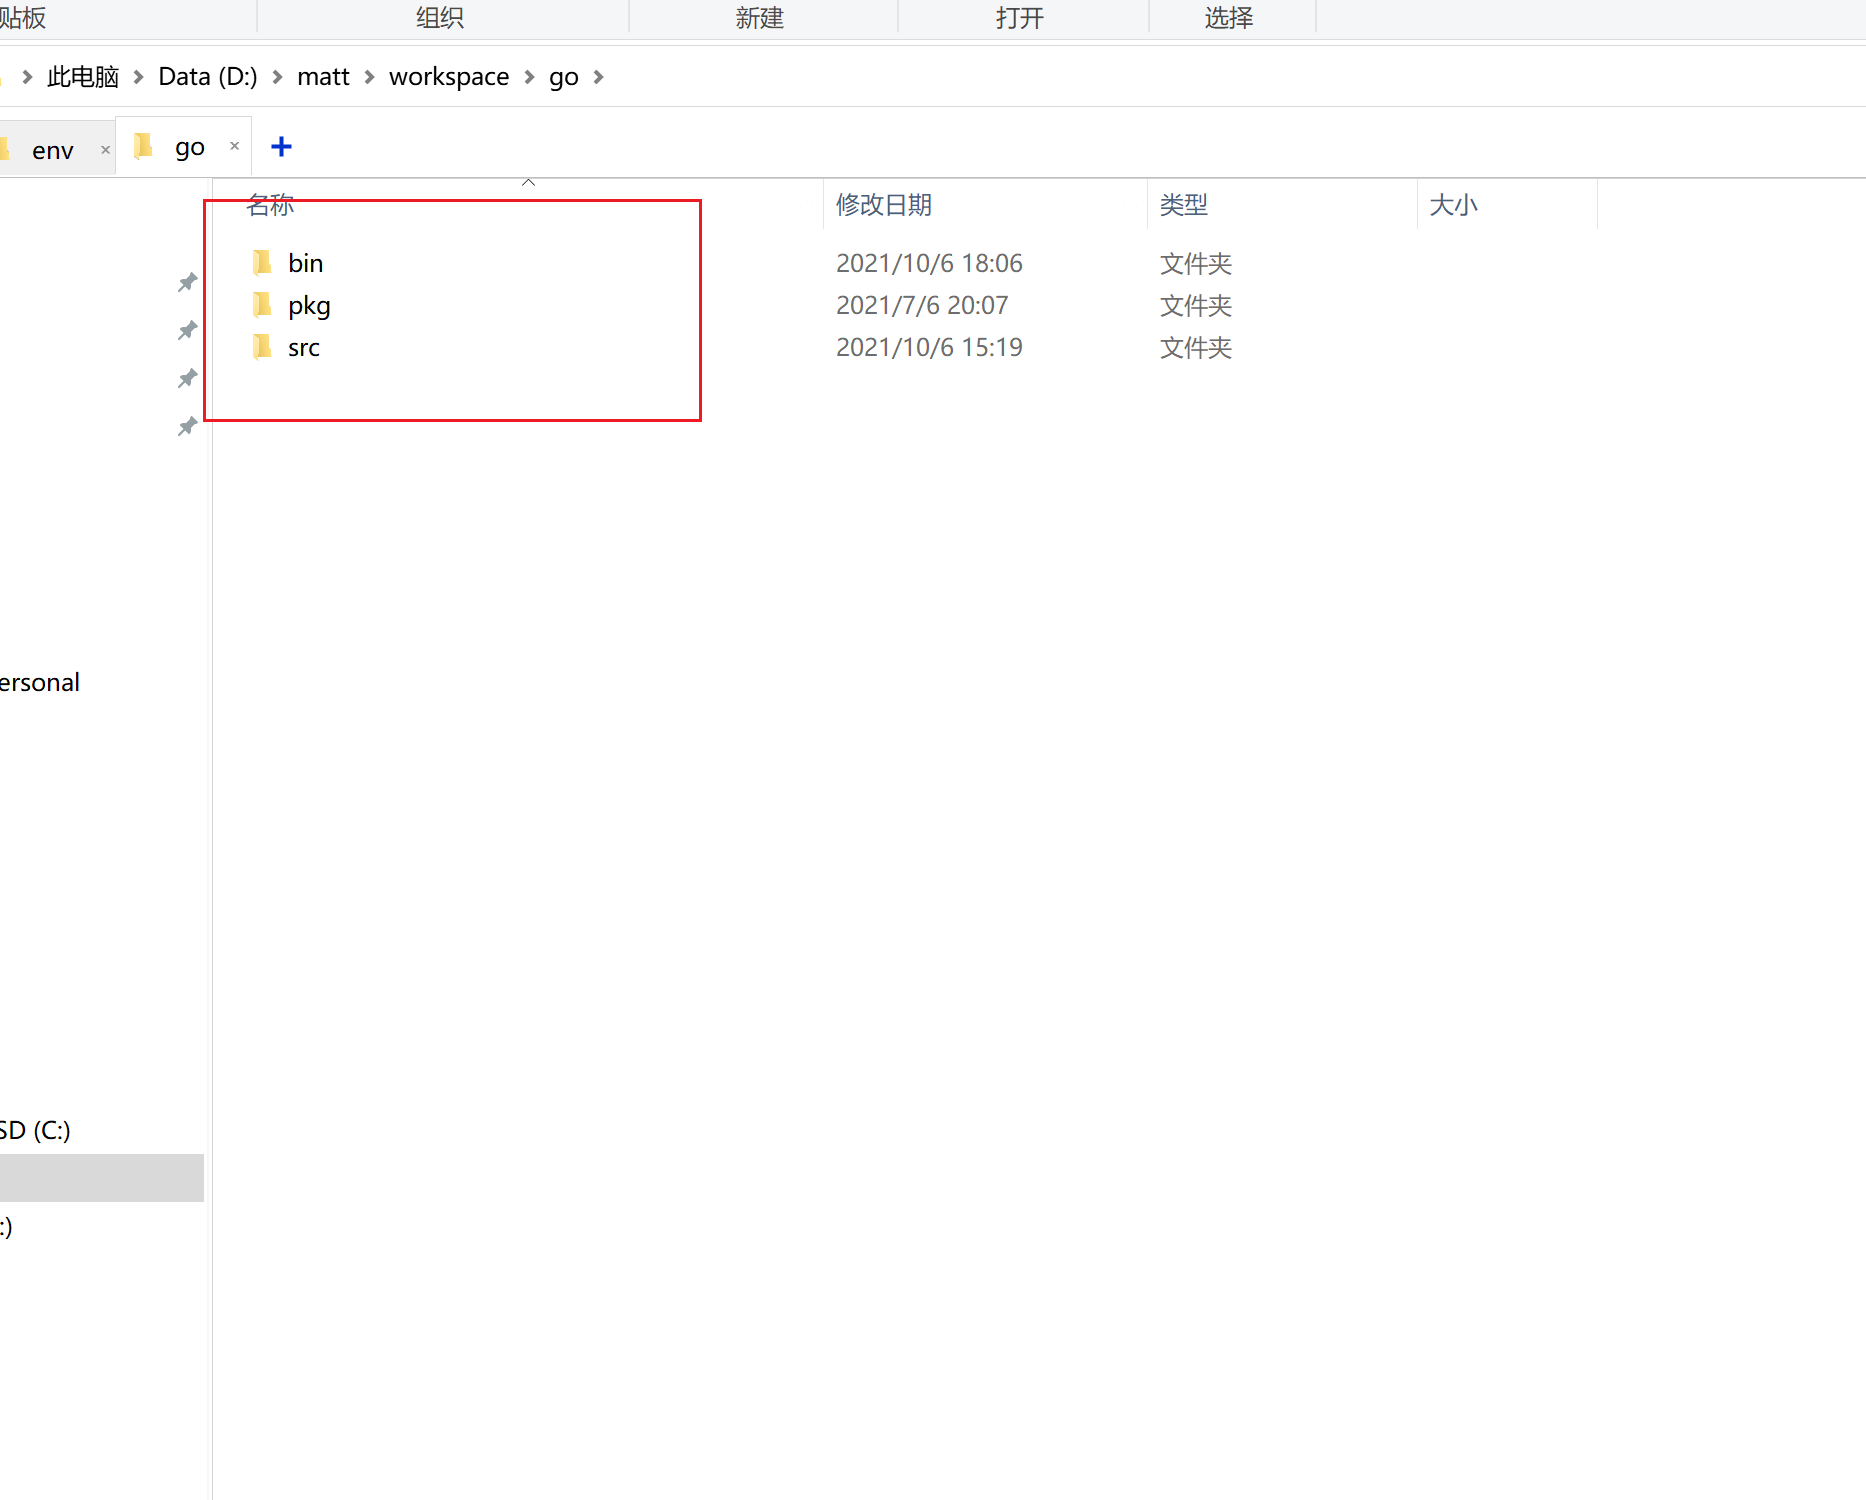 贴板 组织 新建 打开 选择
此电脑 Data (D:) matt workspace go
env × go × +
名称 修改日期 类型 大小
bin 2021/10/6 18:06 文件夹
pkg 2021/7/6 20:07 文件夹
src 2021/10/6 15:19 文件夹
ersonal
SD (C:)
:)